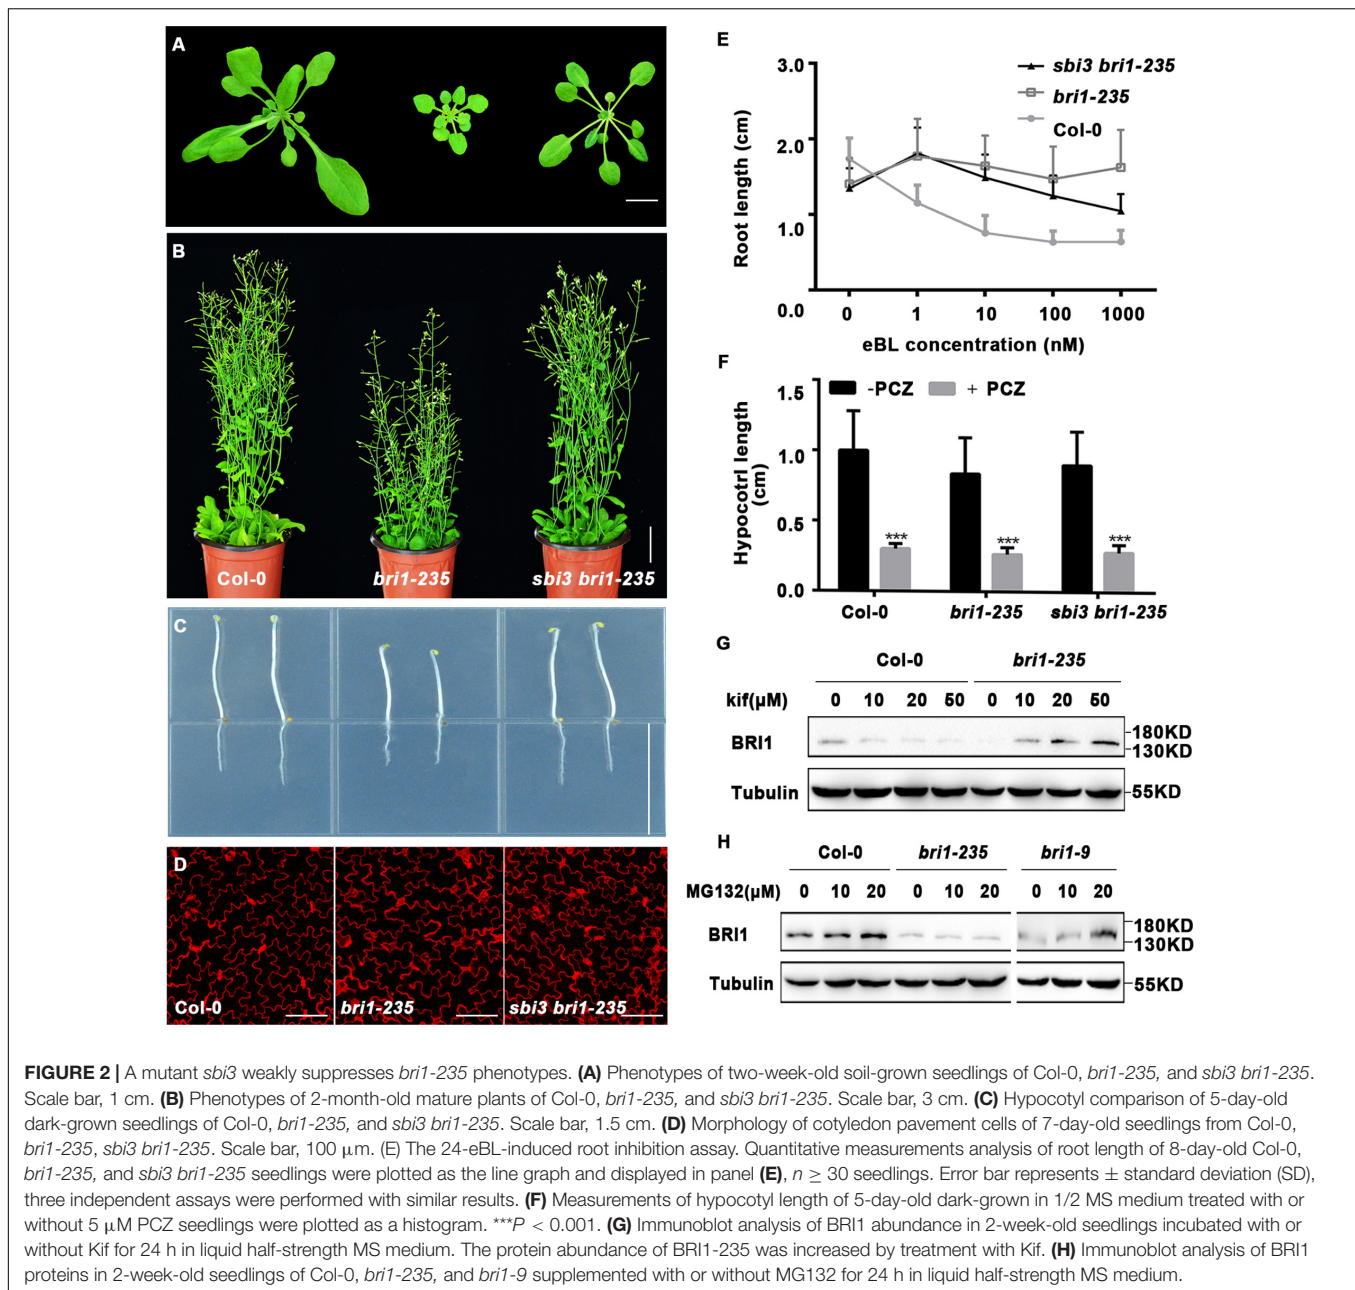 A
B
Col-0
bri1-235
sbi3 bri1-235
C
D
Col-0
bri1-235
sbi3 bri1-235
E
3.0
2.0
1.0
0.0
Root length (cm)
sbi3 bri1-235
bri1-235
Col-0
0 1 10 100 1000
eBL concentration (nM)
F
1.5
1.0
0.5
0.0
Hypocotrl length
(cm)
-PCZ + PCZ
*** *** ***
Col-0 bri1-235 sbi3 bri1-235
G
Col-0 bri1-235
kif(μM) 0 10 20 50 0 10 20 50
BRI1 -180KD
-130KD
Tubulin -55KD
H
Col-0 bri1-235 bri1-9
MG132(μM) 0 10 20 0 10 20 0 10 20
BRI1 -180KD
-130KD
Tubulin -55KD
FIGURE 2 | A mutant sbi3 weakly suppresses bri1-235 phenotypes. (A) Phenotypes of two-week-old soil-grown seedlings of Col-0, bri1-235, and sbi3 bri1-235.
Scale bar, 1 cm. (B) Phenotypes of 2-month-old mature plants of Col-0, bri1-235, and sbi3 bri1-235. Scale bar, 3 cm. (C) Hypocotyl comparison of 5-day-old
dark-grown seedlings of Col-0, bri1-235, and sbi3 bri1-235. Scale bar, 1.5 cm. (D) Morphology of cotyledon pavement cells of 7-day-old seedlings from Col-0,
bri1-235, sbi3 bri1-235. Scale bar, 100 μm. (E) The 24-eBL-induced root inhibition assay. Quantitative measurements analysis of root length of 8-day-old Col-0,
bri1-235, and sbi3 bri1-235 seedlings were plotted as the line graph and displayed in panel (E), n ≥ 30 seedlings. Error bar represents ± standard deviation (SD),
three independent assays were performed with similar results. (F) Measurements of hypocotyl length of 5-day-old dark-grown in 1/2 MS medium treated with or
without 5 μM PCZ seedlings were plotted as a histogram. ***P < 0.001. (G) Immunoblot analysis of BRI1 abundance in 2-week-old seedlings incubated with or
without Kif for 24 h in liquid half-strength MS medium. The protein abundance of BRI1-235 was increased by treatment with Kif. (H) Immunoblot analysis of BRI1
proteins in 2-week-old seedlings of Col-0, bri1-235, and bri1-9 supplemented with or without MG132 for 24 h in liquid half-strength MS medium.